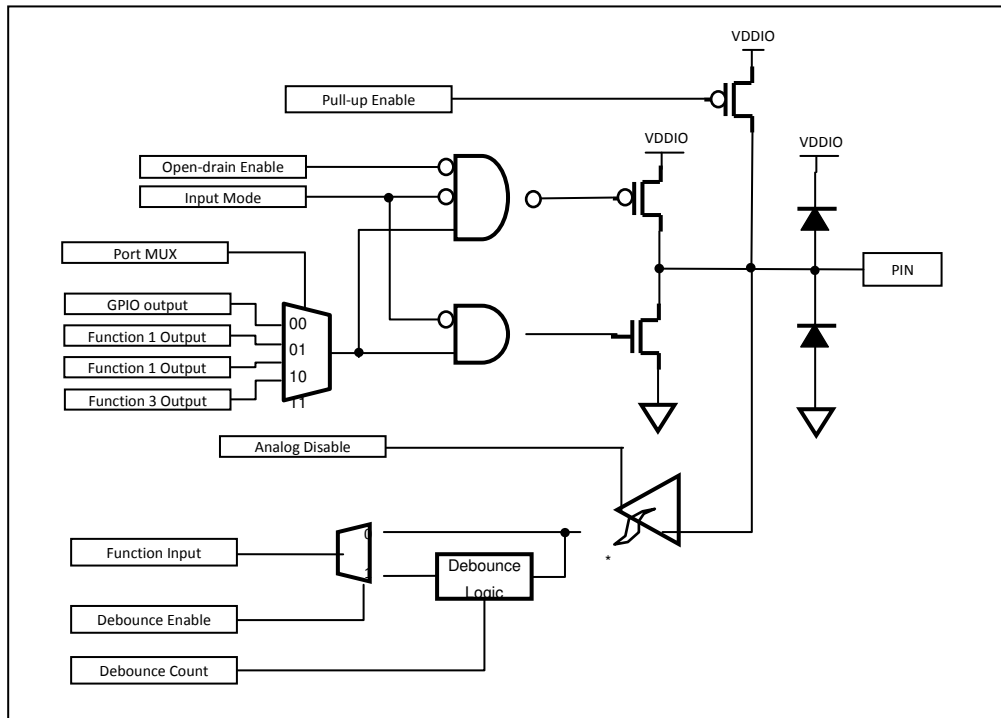 VDDIO
Pull-up Enable
VDDIO
VDDIO
Open-drain Enable
Input Mode
Port MUX
PIN
GPIO output
00
Function 1 Output
01
Function 1 Output
10
Function 3 Output
11
Analog Disable
0
Function Input
1
Debounce
Logic
*
Debounce Enable
Debounce Count